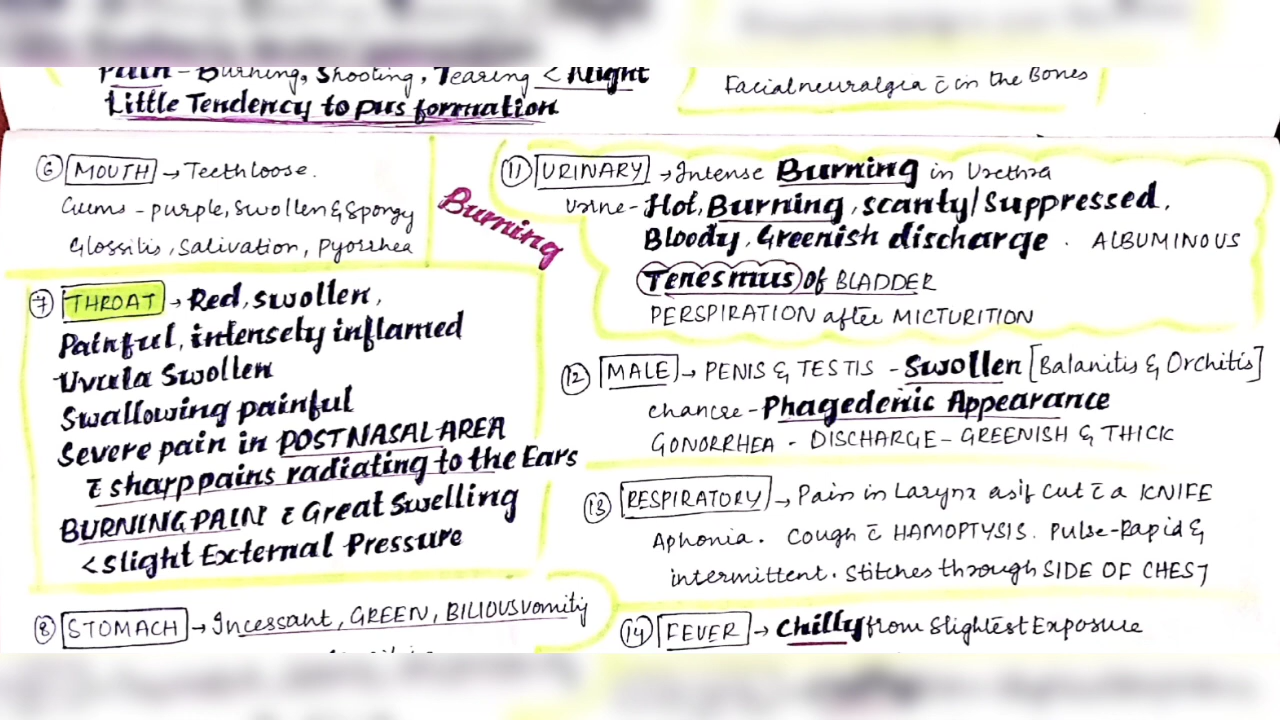 Pain - Burning, Shooting, Tearing < Night
Little Tendency to pus formation
Facial neuralgia c̄ in the Bones
⑥ MOUTH → Teeth loose.
Gums - purple, swollen & Spongy
Glossitis, Salivation, Pyorrhea
Burning
⑦ THROAT → Red, swollen,
Painful, intensely inflamed
Uvula Swollen
Swallowing painful
Severe pain in POSTNASAL AREA
c̄ sharp pains radiating to the Ears
BURNING PAIN c̄ Great Swelling
< Slight External Pressure
⑧ STOMACH → Incessant, GREEN, BILIOUS vomity
⑪ URINARY → Intense Burning in Urethra
Urine - Hot, Burning, scanty/Suppressed,
Bloody, Greenish discharge. ALBUMINOUS
Tenesmus of BLADDER
PERSPIRATION after MICTURITION
⑫ MALE → PENIS & TESTIS - Swollen [Balanitis & Orchitis]
chancre - Phagedenic Appearance
GONORRHEA - DISCHARGE - GREENISH & THICK
⑬ RESPIRATORY → Pain in Larynx as if cut c̄ a KNIFE
Aphonia. Cough c̄ HAMOPTYSIS. Pulse - Rapid &
intermittent. Stitches through SIDE OF CHEST
⑭ FEVER → Chilly from Slightest Exposure